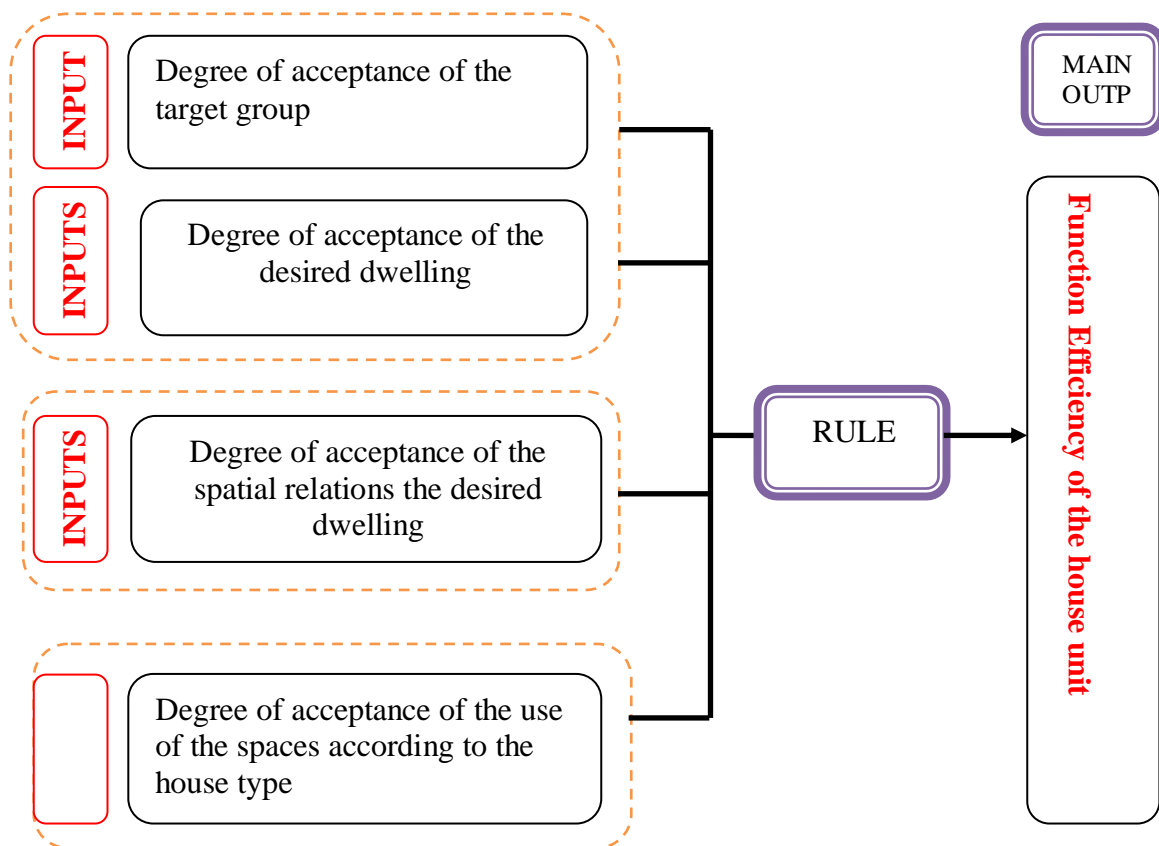 INPUT
Degree of acceptance of the
target group
INPUTS
Degree of acceptance of the
desired dwelling
INPUTS
Degree of acceptance of the
spatial relations the desired
dwelling
Degree of acceptance of the use
of the spaces according to the
house type
RULE
MAIN
OUTP
Function Efficiency of the house unit